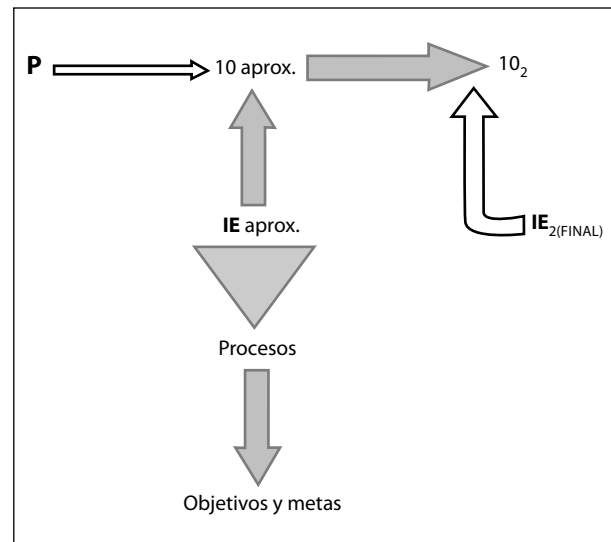 P 10 aprox. 10₂
IE aprox. IE₂(FINAL)
Procesos
Objetivos y metas